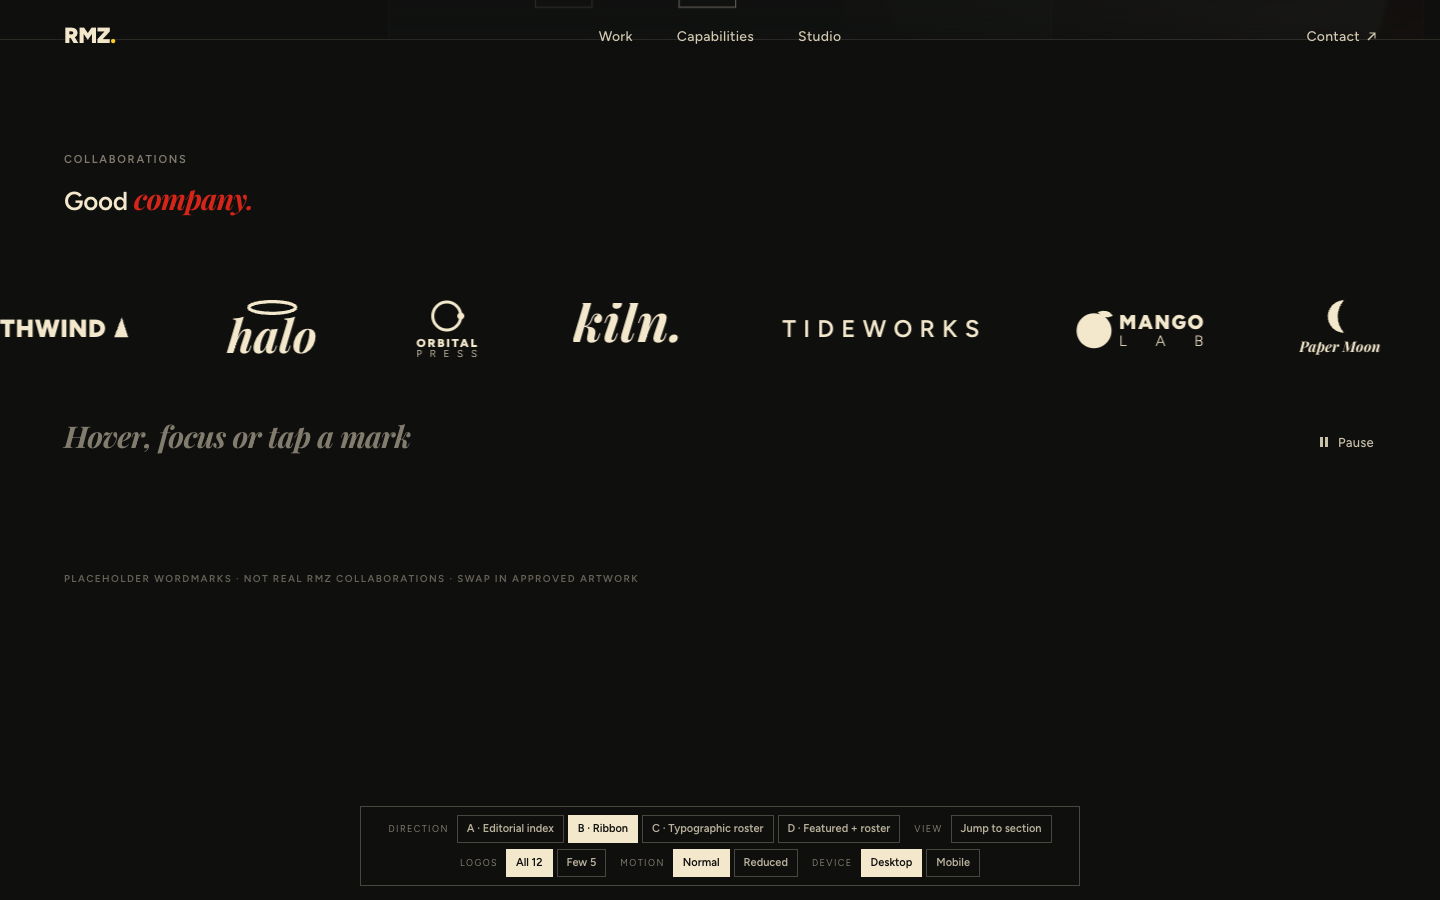 RMZ. Work Capabilities Studio Contact ↗
COLLABORATIONS
Good company.
THWIND halo ORBITAL PRESS kiln. TIDEWORKS MANGO LAB Paper Moon
Hover, focus or tap a mark
Pause
PLACEHOLDER WORDMARKS · NOT REAL RMZ COLLABORATIONS · SWAP IN APPROVED ARTWORK
DIRECTION A · Editorial index B · Ribbon C · Typographic roster D · Featured + roster VIEW Jump to section
LOGOS All 12 Few 5 MOTION Normal Reduced DEVICE Desktop Mobile